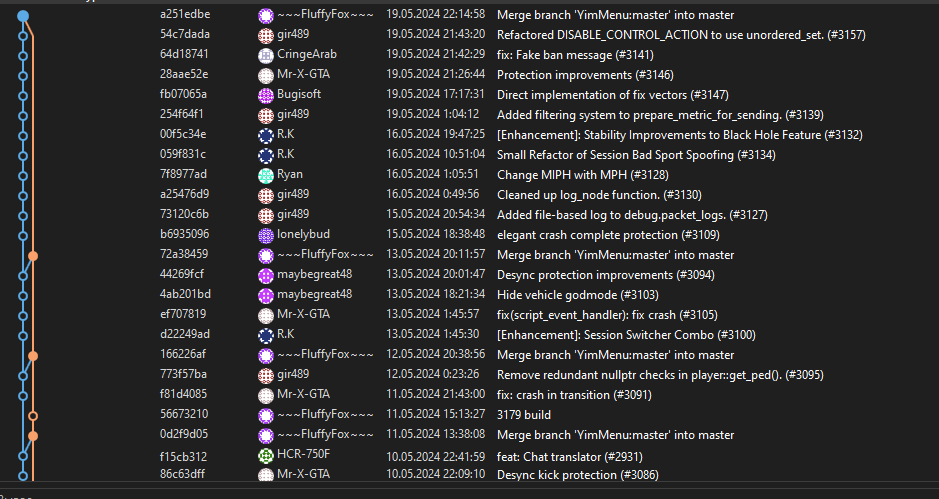 a251edbe ~~~FluffyFox~~~ 19.05.2024 22:14:58 Merge branch 'YimMenu:master' into master
54c7dada gir489 19.05.2024 21:43:20 Refactored DISABLE_CONTROL_ACTION to use unordered_set. (#3157)
64d18741 CringeArab 19.05.2024 21:42:29 fix: Fake ban message (#3141)
28aae52e Mr-X-GTA 19.05.2024 21:26:44 Protection improvements (#3146)
fb07065a Bugisoft 19.05.2024 17:17:31 Direct implementation of fix vectors (#3147)
254f64f1 gir489 19.05.2024 1:04:12 Added filtering system to prepare_metric_for_sending. (#3139)
00f5c34e R.K 16.05.2024 19:47:25 [Enhancement]: Stability Improvements to Black Hole Feature (#3132)
059f831c R.K 16.05.2024 10:51:04 Small Refactor of Session Bad Sport Spoofing (#3134)
7f8977ad Ryan 16.05.2024 1:05:51 Change MIPH with MPH (#3128)
a25476d9 gir489 16.05.2024 0:49:56 Cleaned up log_node function. (#3130)
73120c6b gir489 15.05.2024 20:54:34 Added file-based log to debug.packet_logs. (#3127)
b6935096 lonelybud 15.05.2024 18:38:48 elegant crash complete protection (#3109)
72a38459 ~~~FluffyFox~~~ 13.05.2024 20:11:57 Merge branch 'YimMenu:master' into master
44269fcf maybegreat48 13.05.2024 20:01:47 Desync protection improvements (#3094)
4ab201bd maybegreat48 13.05.2024 18:21:34 Hide vehicle godmode (#3103)
ef707819 Mr-X-GTA 13.05.2024 1:45:57 fix(script_event_handler): fix crash (#3105)
d22249ad R.K 13.05.2024 1:45:30 [Enhancement]: Session Switcher Combo (#3100)
166226af ~~~FluffyFox~~~ 12.05.2024 20:38:56 Merge branch 'YimMenu:master' into master
773f57ba gir489 12.05.2024 0:23:26 Remove redundant nullptr checks in player::get_ped(). (#3095)
f81d4085 Mr-X-GTA 11.05.2024 21:43:00 fix: crash in transition (#3091)
56673210 ~~~FluffyFox~~~ 11.05.2024 15:13:27 3179 build
0d2f9d05 ~~~FluffyFox~~~ 11.05.2024 13:38:08 Merge branch 'YimMenu:master' into master
f15cb312 HCR-750F 10.05.2024 22:41:59 feat: Chat translator (#2931)
86c63dff Mr-X-GTA 10.05.2024 22:09:10 Desync kick protection (#3086)